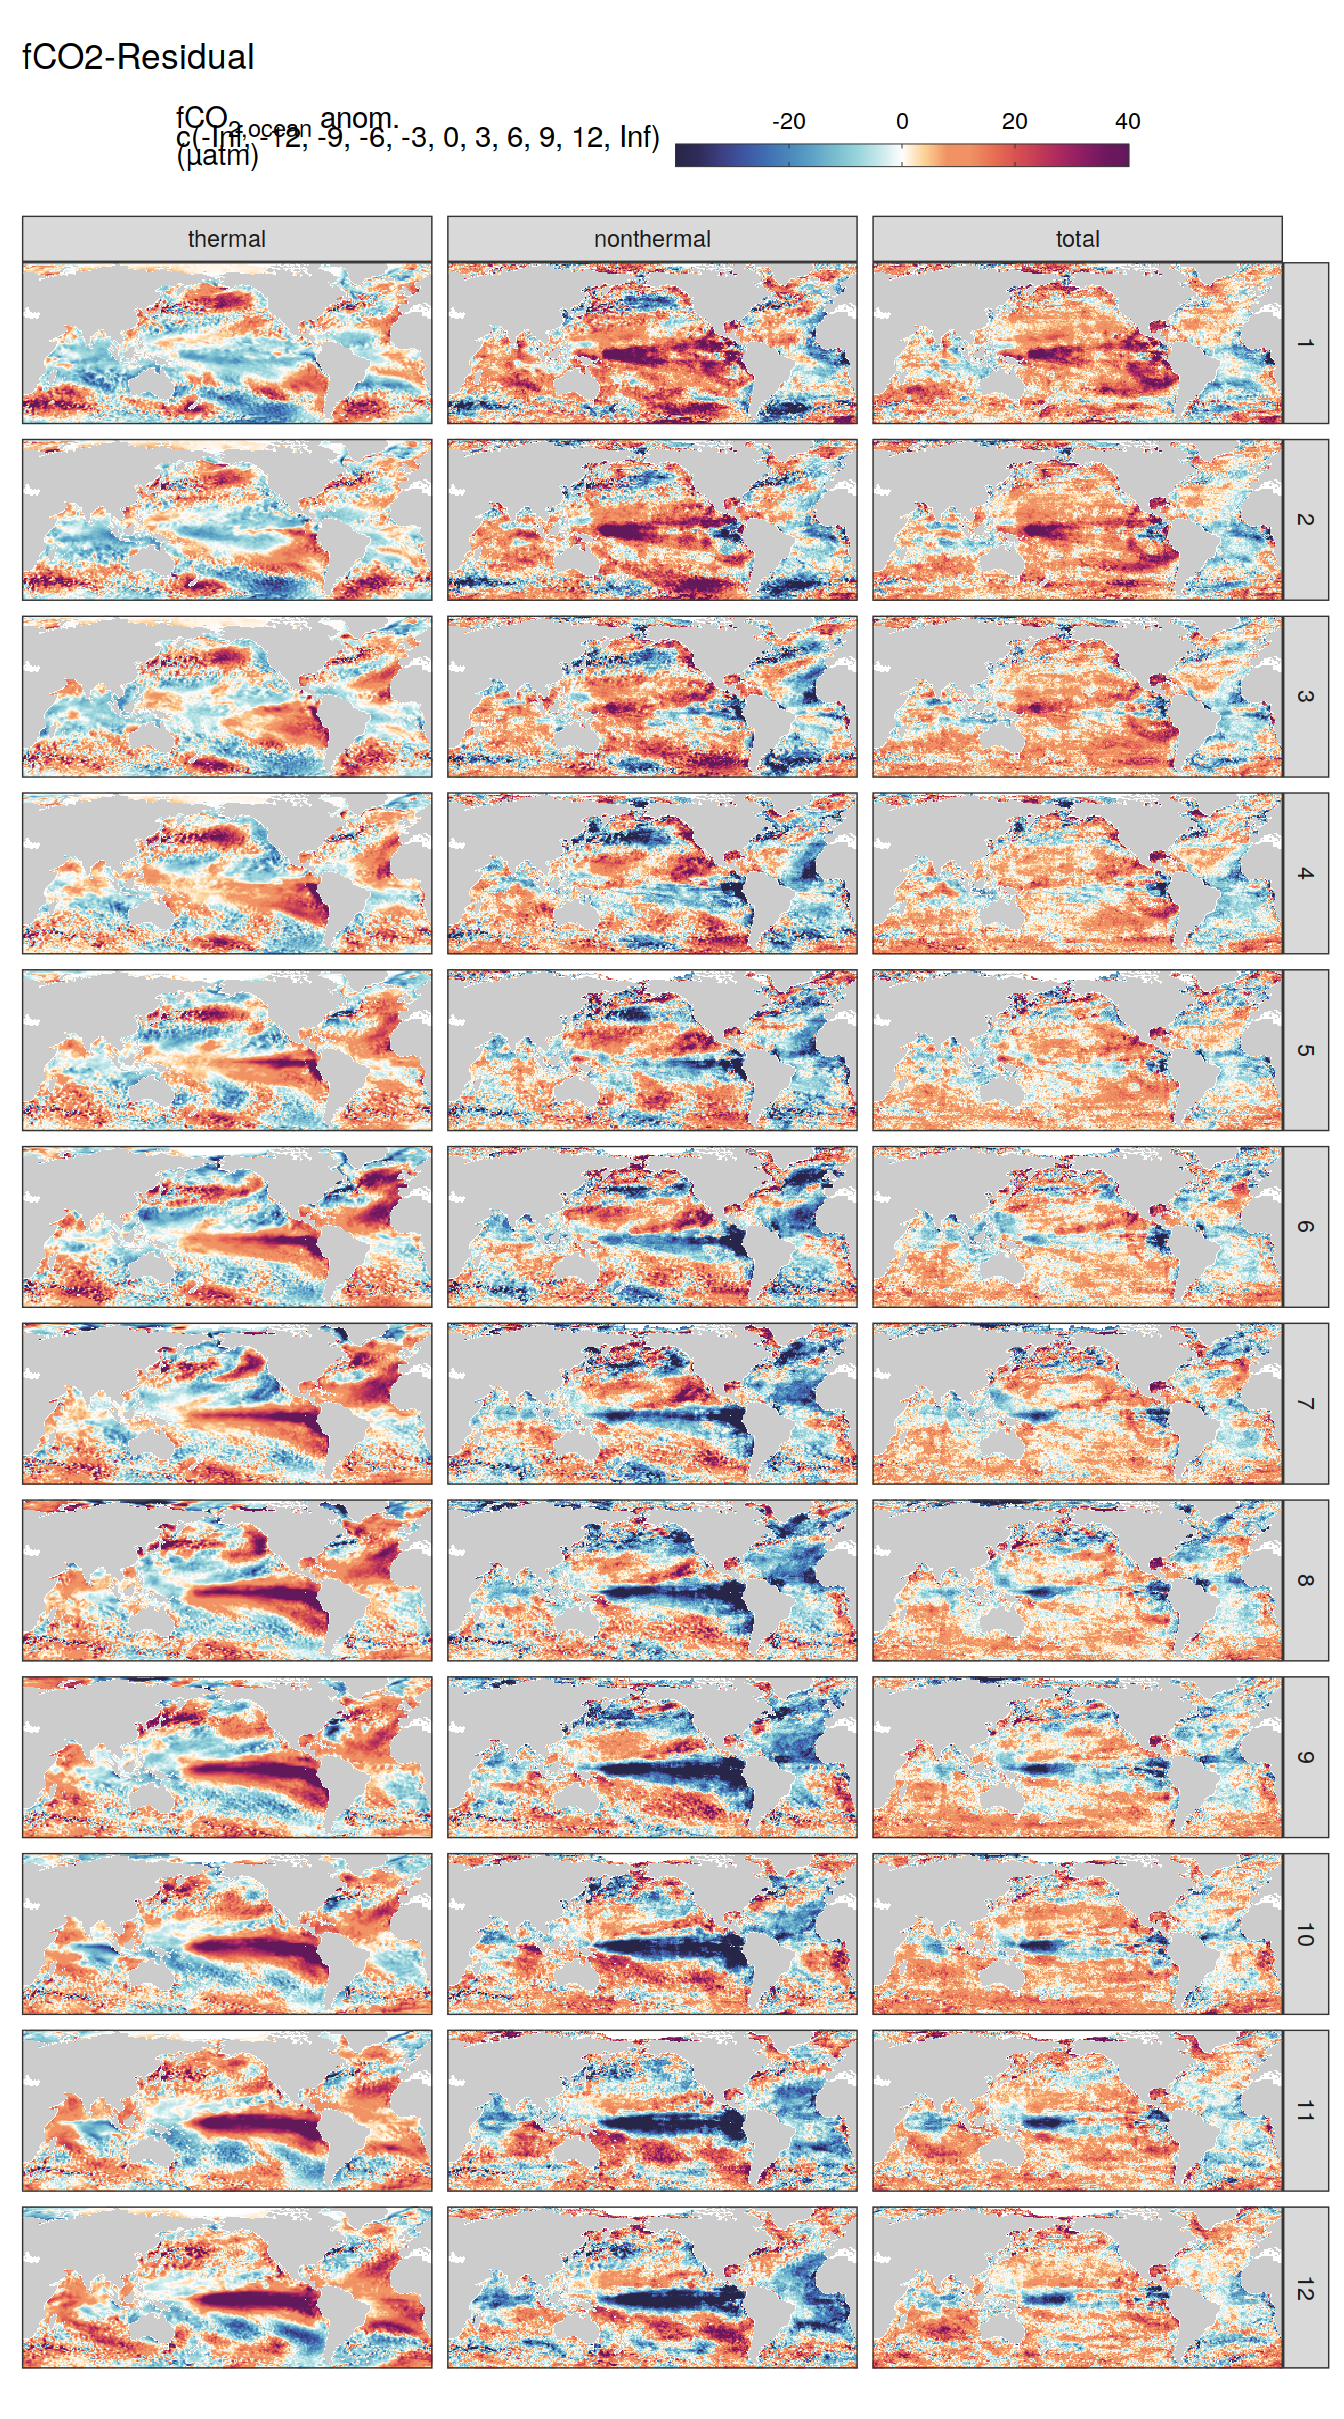 fCO2-Residual
fCO2,ocean anom.
c(-Inf, -12, -9, -6, -3, 0, 3, 6, 9, 12, Inf)
(µatm)
-20 0 20 40
thermal nonthermal total
1
2
3
4
5
6
7
8
9
10
11
12